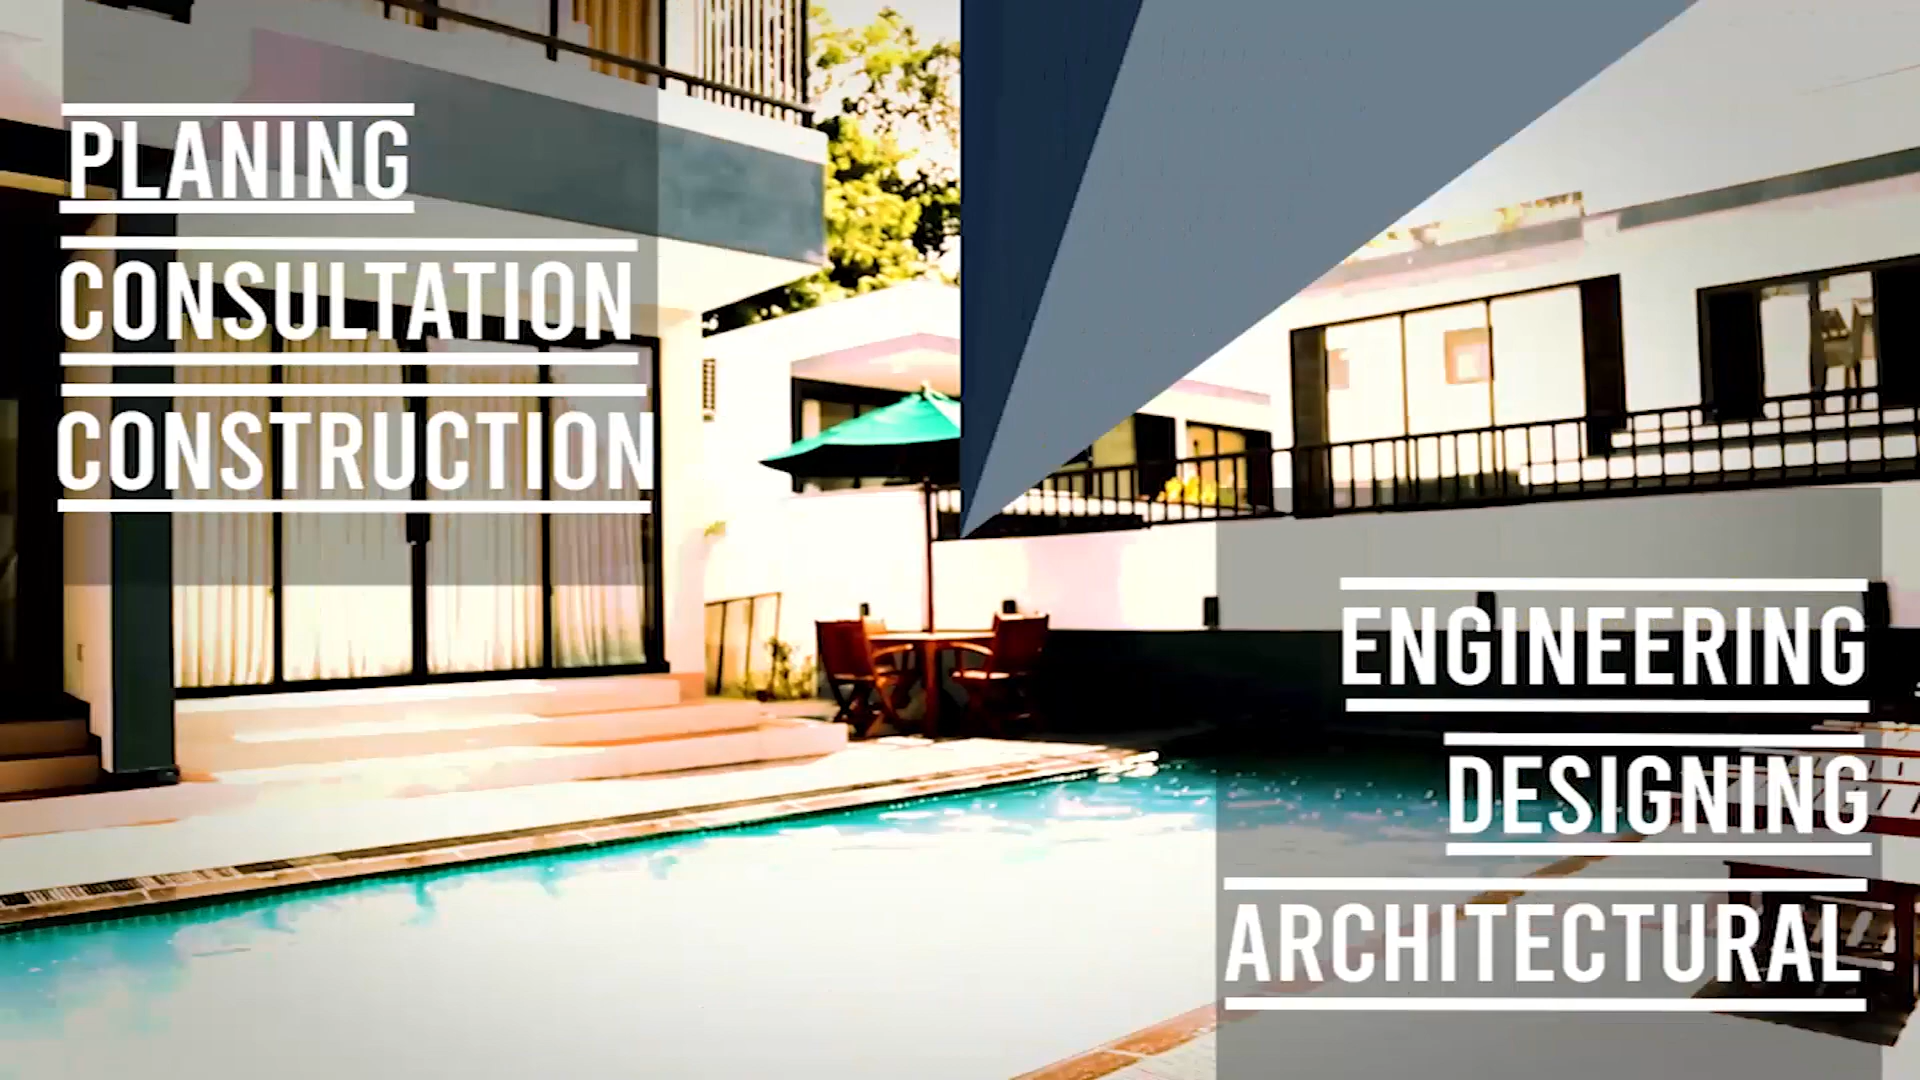 PLANING
CONSULTATION
CONSTRUCTION
ENGINEERING
DESIGNING
ARCHITECTURAL